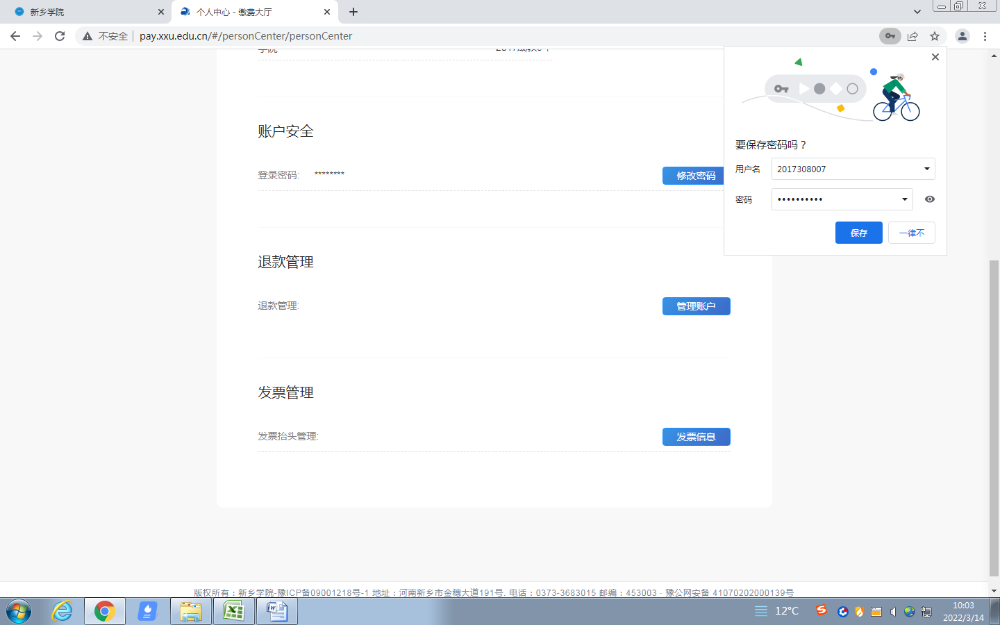 新乡学院
个人中心 - 缴费大厅
不安全
pay.xxu.edu.cn/#/personCenter/personCenter
学院
账户安全
登录密码: ********
修改密码
退款管理
退款管理:
管理账户
发票管理
发票抬头管理:
发票信息
要保存密码吗？
用户名 2017308007
密码 ••••••••••
保存 一律不
版权所有：新乡学院-豫ICP备09001218号-1 地址：河南新乡市金穗大道191号. 电话：0373-3683015 邮编：453003 · 豫公网安备 41070202000139号
12°C
10:03
2022/3/14